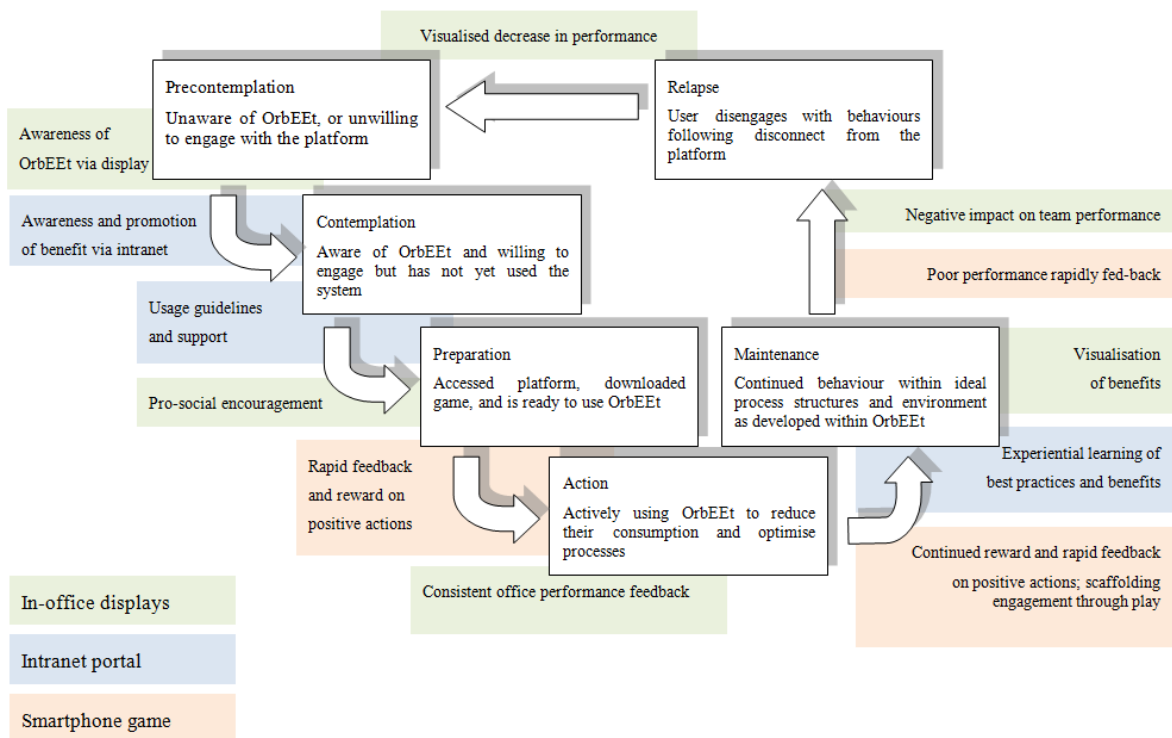 Visualised decrease in performance
Precontemplation
Unaware of OrbEEt, or unwilling
to engage with the platform
Relapse
User disengages with behaviours
following disconnect from the
platform
Awareness of
OrbEEt via display
Awareness and promotion
of benefit via intranet
Contemplation
Aware of OrbEEt and willing to
engage but has not yet used the
system
Negative impact on team performance
Poor performance rapidly fed-back
Usage guidelines
and support
Preparation
Accessed platform, downloaded
game, and is ready to use OrbEEt
Maintenance
Continued behaviour within ideal
process structures and environment
as developed within OrbEEt
Visualisation
of benefits
Pro-social encouragement
Rapid feedback
and reward on
positive actions
Action
Actively using OrbEEt to reduce
their consumption and optimise
processes
Experiential learning of
best practices and benefits
Continued reward and rapid feedback
on positive actions; scaffolding
engagement through play
Consistent office performance feedback
In-office displays
Intranet portal
Smartphone game